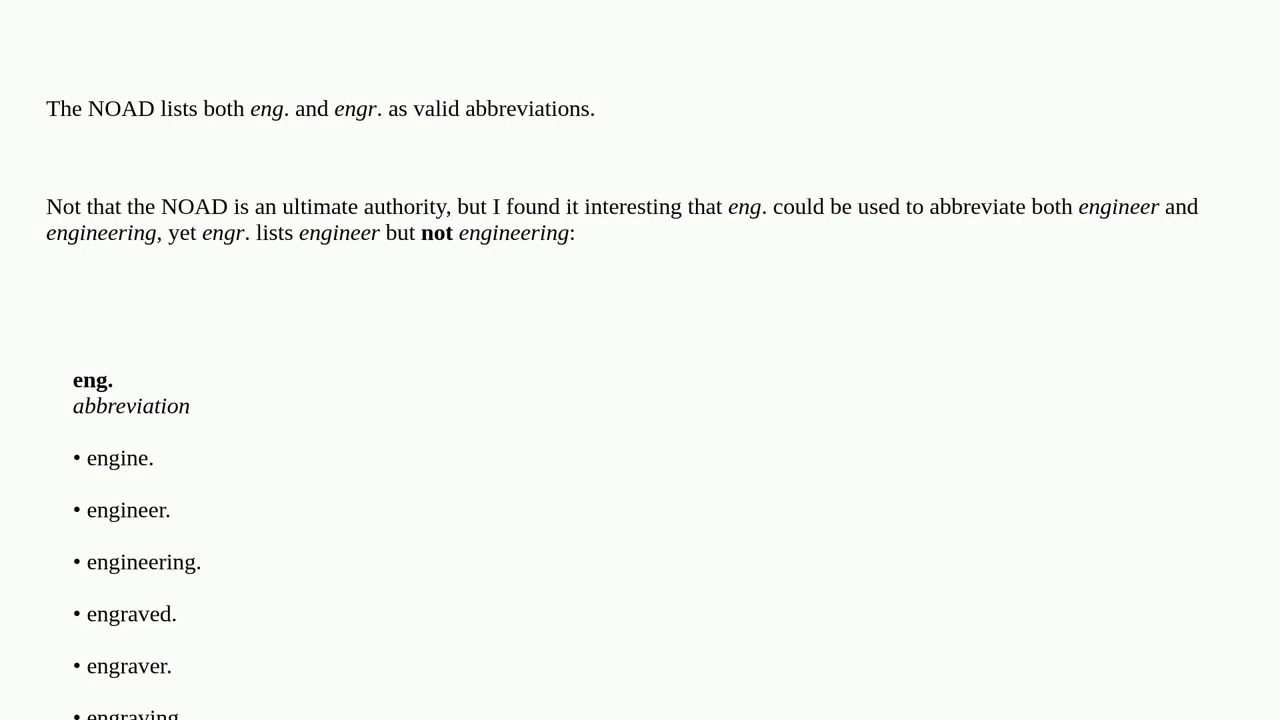 The NOAD lists both eng. and engr. as valid abbreviations.
Not that the NOAD is an ultimate authority, but I found it interesting that eng. could be used to abbreviate both engineer and
engineering, yet engr. lists engineer but not engineering:
eng.
abbreviation
• engine.
• engineer.
• engineering.
• engraved.
• engraver.
• engraving